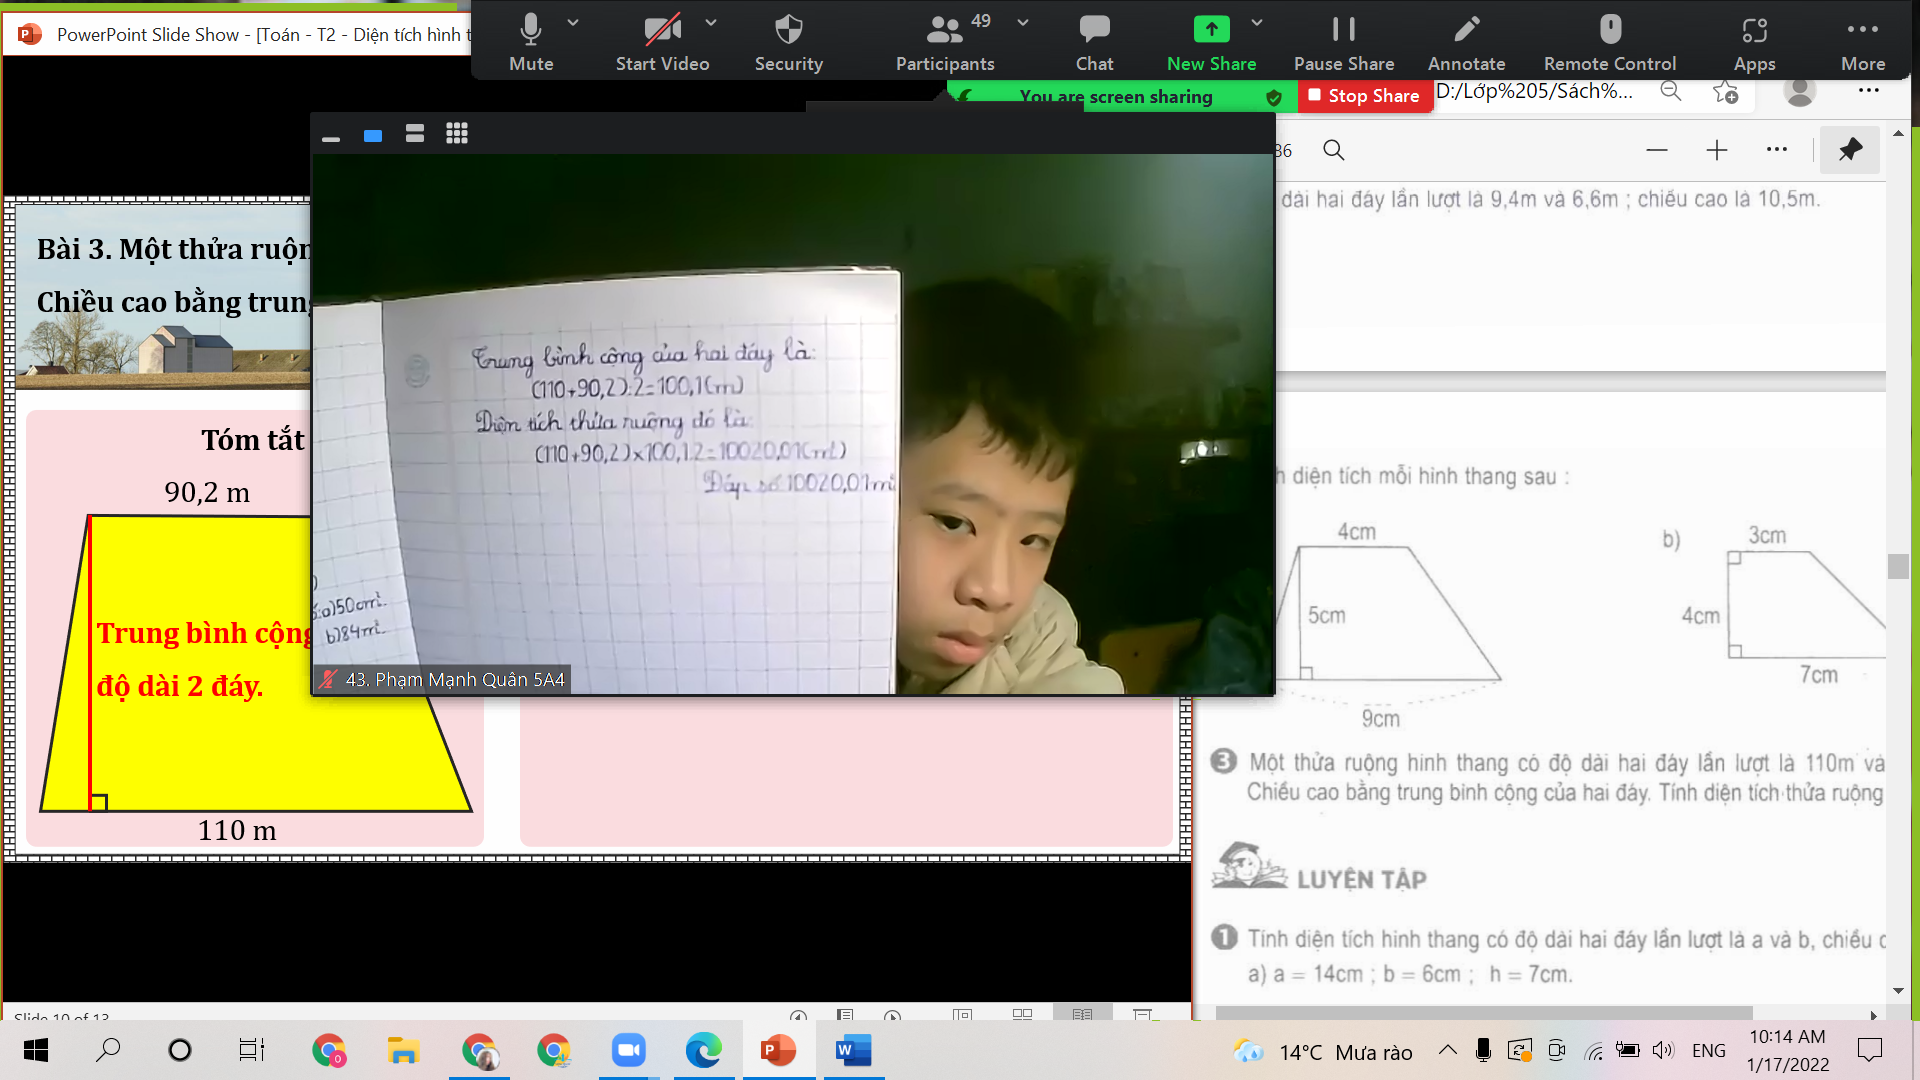 PowerPoint Slide Show - [Toán - T2 - Diện tích hình t
Mute
Start Video
Security
Participants
49
Chat
New Share
Pause Share
Annotate
Remote Control
Apps
More
You are screen sharing
Stop Share
D:/Lớp%205/Sách%...
Bài 3. Một thửa ruộn
Chiều cao bằng trung
Tóm tắt
90,2 m
Trung bình cộng
độ dài 2 đáy.
110 m
Trung bình cộng của hai đáy là:
(110+90,2):2=100,1(m)
Diện tích thửa ruộng đó là:
(110+90,2)×100,1:2=10020,01(m²)
Đáp số:10020,01m²
a)50cm²
b)84m²
43. Phạm Mạnh Quân 5A4
36
dài hai đáy lần lượt là 9,4m và 6,6m ; chiều cao là 10,5m.
h diện tích mỗi hình thang sau :
4cm
5cm
9cm
b)
3cm
4cm
7cm
3 Một thửa ruộng hình thang có độ dài hai đáy lần lượt là 110m và
Chiều cao bằng trung bình cộng của hai đáy. Tính diện tích thửa ruộng
LUYỆN TẬP
1 Tính diện tích hình thang có độ dài hai đáy lần lượt là a và b, chiều c
a) a = 14cm ; b = 6cm ; h = 7cm.
Slide 10 of 13
14°C Mưa rào
ENG
10:14 AM
1/17/2022